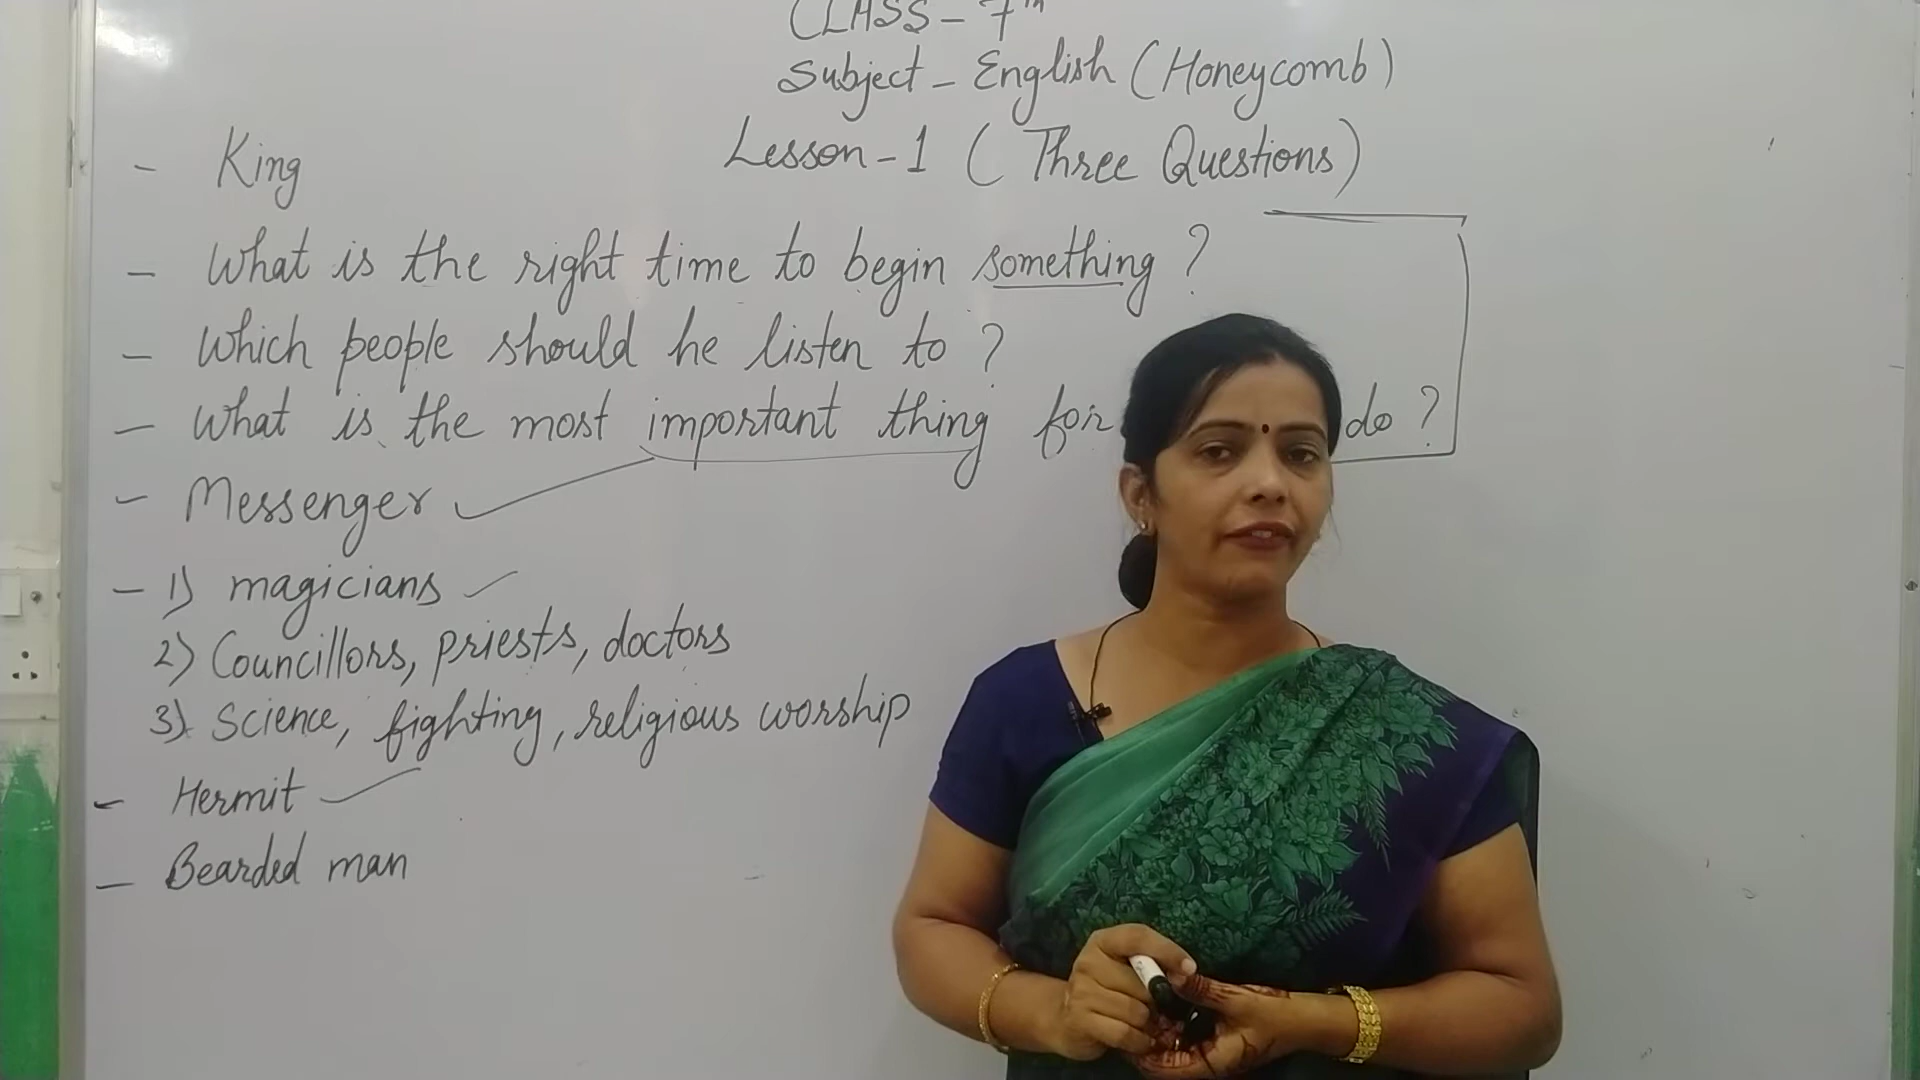 CLASS - 7th
Subject - English (Honeycomb)
Lesson - 1 (Three Questions)
- King
- What is the right time to begin something ?
- Which people should he listen to ?
- What is the most important thing for do ?
- Messenger
- 1) magicians
2) Councillors, priests, doctors
3) Science, fighting, religious worship
- Hermit
- Bearded man